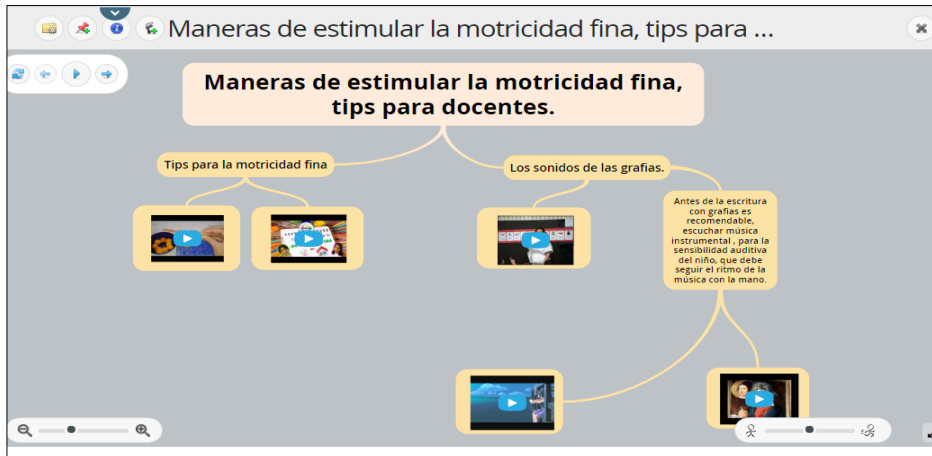 Maneras de estimular la motricidad fina, tips para ...
Maneras de estimular la motricidad fina,
tips para docentes.
Tips para la motricidad fina
Los sonidos de las grafias.
Antes de la escritura
con grafias es
recomendable,
escuchar música
instrumental , para la
sensibilidad auditiva
del niño, que debe
seguir el ritmo de la
música con la mano.